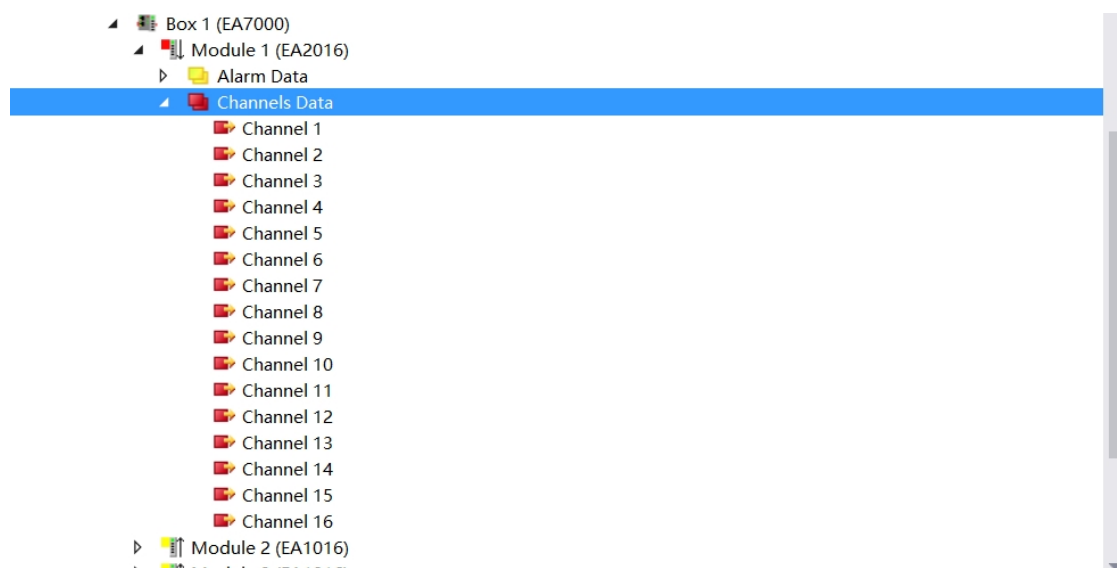 Box 1 (EA7000)
Module 1 (EA2016)
Alarm Data
Channels Data
Channel 1
Channel 2
Channel 3
Channel 4
Channel 5
Channel 6
Channel 7
Channel 8
Channel 9
Channel 10
Channel 11
Channel 12
Channel 13
Channel 14
Channel 15
Channel 16
Module 2 (EA1016)